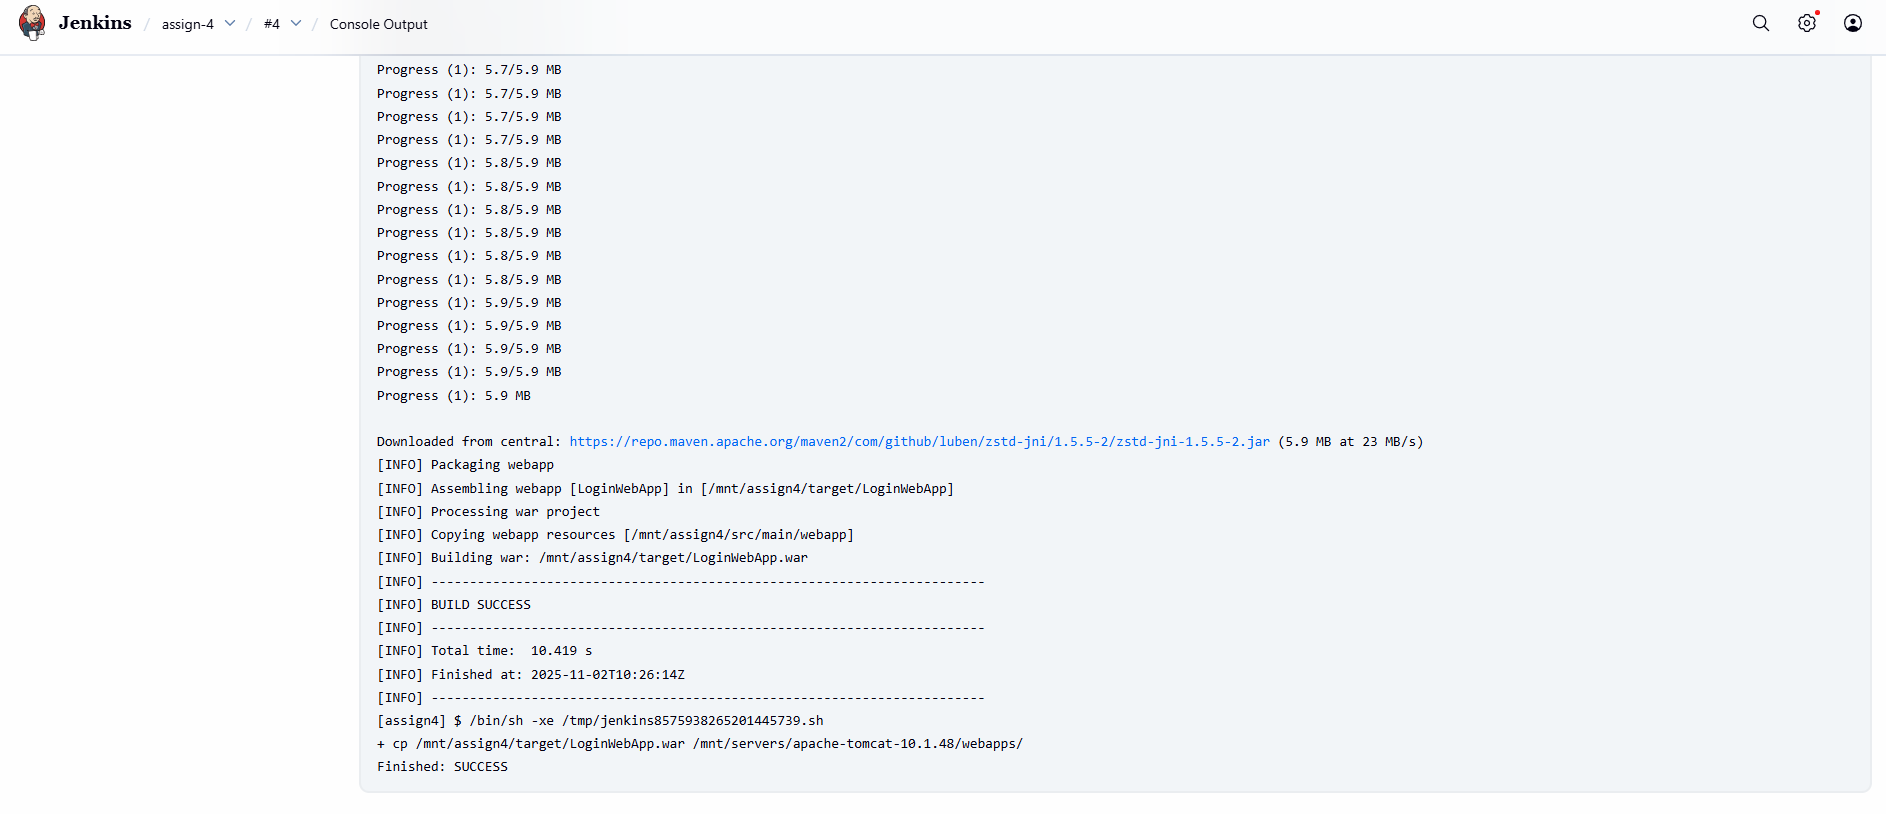 Jenkins / assign-4 / #4 / Console Output
Progress (1): 5.7/5.9 MB
Progress (1): 5.7/5.9 MB
Progress (1): 5.7/5.9 MB
Progress (1): 5.7/5.9 MB
Progress (1): 5.8/5.9 MB
Progress (1): 5.8/5.9 MB
Progress (1): 5.8/5.9 MB
Progress (1): 5.8/5.9 MB
Progress (1): 5.8/5.9 MB
Progress (1): 5.8/5.9 MB
Progress (1): 5.9/5.9 MB
Progress (1): 5.9/5.9 MB
Progress (1): 5.9/5.9 MB
Progress (1): 5.9/5.9 MB
Progress (1): 5.9 MB
Downloaded from central: https://repo.maven.apache.org/maven2/com/github/luben/zstd-jni/1.5.5-2/zstd-jni-1.5.5-2.jar (5.9 MB at 23 MB/s)
[INFO] Packaging webapp
[INFO] Assembling webapp [LoginWebApp] in [/mnt/assign4/target/LoginWebApp]
[INFO] Processing war project
[INFO] Copying webapp resources [/mnt/assign4/src/main/webapp]
[INFO] Building war: /mnt/assign4/target/LoginWebApp.war
[INFO] ------------------------------------------------------------------------
[INFO] BUILD SUCCESS
[INFO] ------------------------------------------------------------------------
[INFO] Total time:  10.419 s
[INFO] Finished at: 2025-11-02T10:26:14Z
[INFO] ------------------------------------------------------------------------
[assign4] $ /bin/sh -xe /tmp/jenkins8575938265201445739.sh
+ cp /mnt/assign4/target/LoginWebApp.war /mnt/servers/apache-tomcat-10.1.48/webapps/
Finished: SUCCESS